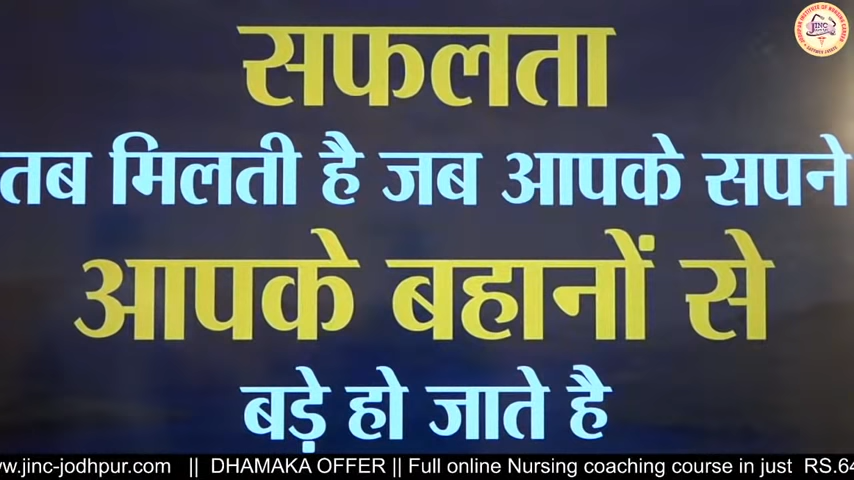 JINC
सफलता
तब मिलती है जब आपके सपने
आपके बहानों से
बड़े हो जाते है
www.jinc-jodhpur.com || DHAMAKA OFFER || Full online Nursing coaching course in just RS.64